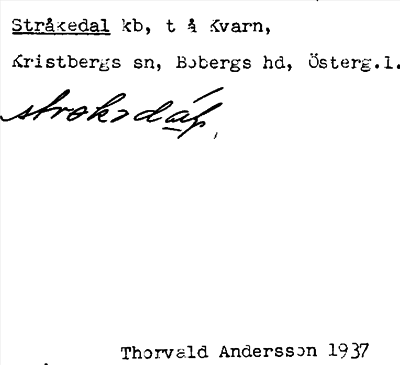 Stråkedal kb, t å Kvarn,
Kristbergs sn, Bobergs hd, Österg.l.
Thorvald Andersson 1937